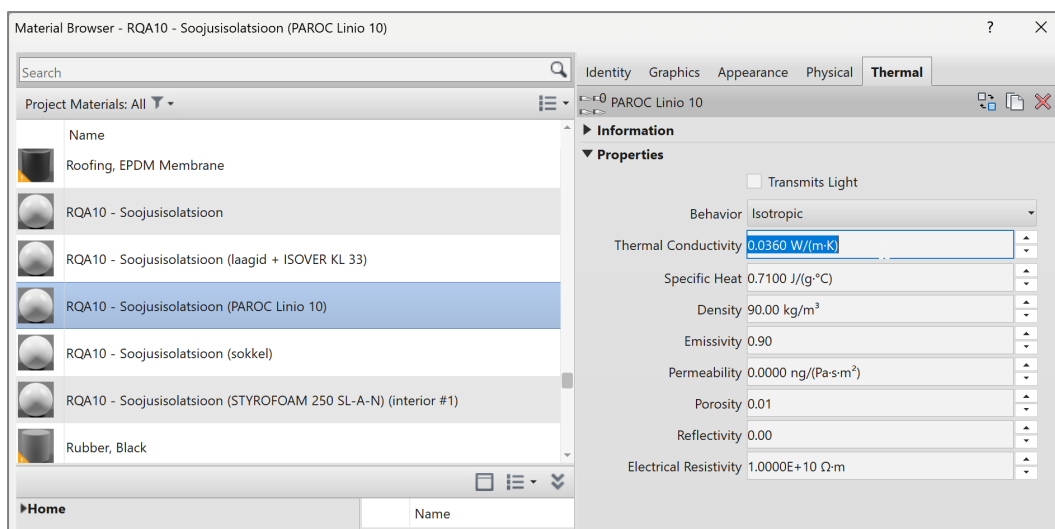 Material Browser - RQA10 - Soojusisolatsioon (PAROC Linio 10)
?
Search
Project Materials: All
Name
Roofing, EPDM Membrane
RQA10 - Soojusisolatsioon
RQA10 - Soojusisolatsioon (laagid + ISOVER KL 33)
RQA10 - Soojusisolatsioon (PAROC Linio 10)
RQA10 - Soojusisolatsioon (sokkel)
RQA10 - Soojusisolatsioon (STYROFOAM 250 SL-A-N) (interior #1)
Rubber, Black
Home
Name
Identity Graphics Appearance Physical Thermal
0 PAROC Linio 10
Information
Properties
Transmits Light
Behavior Isotropic
Thermal Conductivity 0.0360 W/(m·K)
Specific Heat 0.7100 J/(g·°C)
Density 90.00 kg/m³
Emissivity 0.90
Permeability 0.0000 ng/(Pa·s·m²)
Porosity 0.01
Reflectivity 0.00
Electrical Resistivity 1.0000E+10 Ω·m